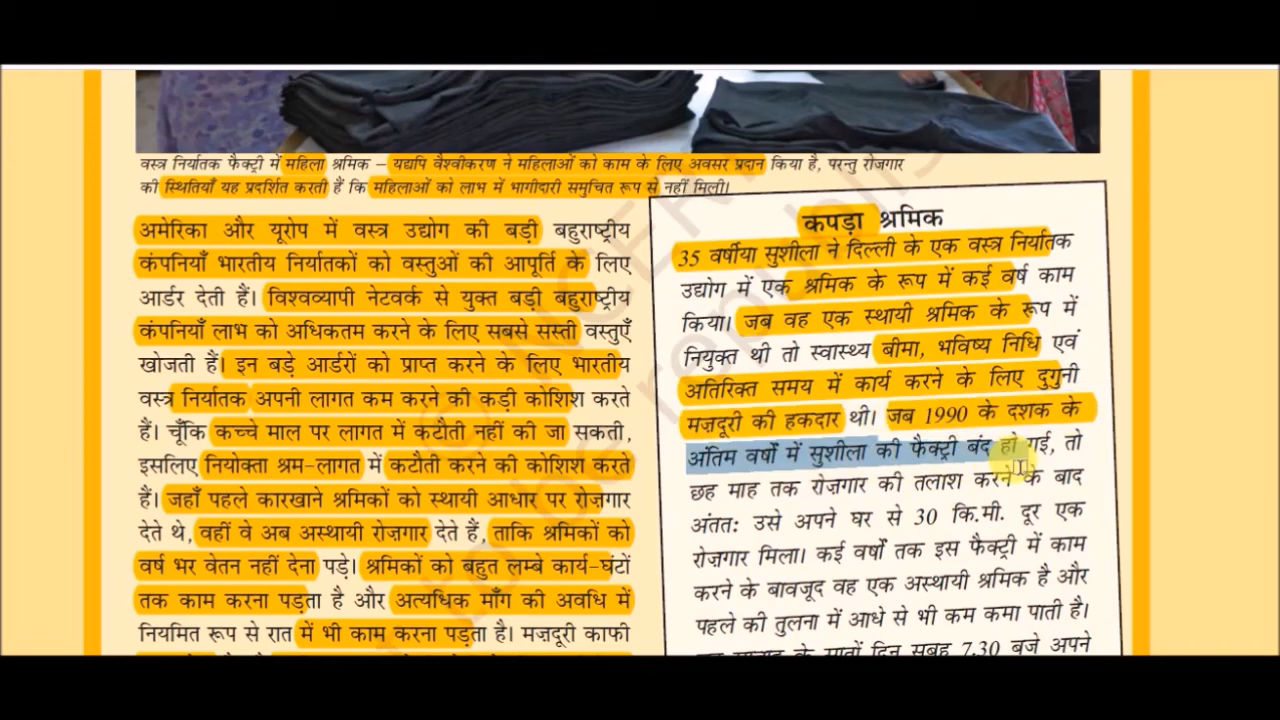 वस्त्र निर्यातक फैक्ट्री में महिला श्रमिक – यद्यपि वैश्वीकरण ने महिलाओं को काम के लिए अवसर प्रदान किया है, परन्तु रोजगार
की स्थितियाँ यह प्रदर्शित करती हैं कि महिलाओं को लाभ में भागीदारी समुचित रूप से नहीं मिली।
अमेरिका और यूरोप में वस्त्र उद्योग की बड़ी बहुराष्ट्रीय
कंपनियाँ भारतीय निर्यातकों को वस्तुओं की आपूर्ति के लिए
आर्डर देती हैं। विश्वव्यापी नेटवर्क से युक्त बड़ी बहुराष्ट्रीय
कंपनियाँ लाभ को अधिकतम करने के लिए सबसे सस्ती वस्तुएँ
खोजती हैं। इन बड़े आर्डरों को प्राप्त करने के लिए भारतीय
वस्त्र निर्यातक अपनी लागत कम करने की कड़ी कोशिश करते
हैं। चूँकि कच्चे माल पर लागत में कटौती नहीं की जा सकती,
इसलिए नियोक्ता श्रम-लागत में कटौती करने की कोशिश करते
हैं। जहाँ पहले कारखाने श्रमिकों को स्थायी आधार पर रोज़गार
देते थे, वहीं वे अब अस्थायी रोज़गार देते हैं, ताकि श्रमिकों को
वर्ष भर वेतन नहीं देना पड़े। श्रमिकों को बहुत लम्बे कार्य-घंटों
तक काम करना पड़ता है और अत्यधिक माँग की अवधि में
नियमित रूप से रात में भी काम करना पड़ता है। मज़दूरी काफी
कपड़ा श्रमिक
35 वर्षीया सुशीला ने दिल्ली के एक वस्त्र निर्यातक
उद्योग में एक श्रमिक के रूप में कई वर्ष काम
किया। जब वह एक स्थायी श्रमिक के रूप में
नियुक्त थी तो स्वास्थ्य बीमा, भविष्य निधि एवं
अतिरिक्त समय में कार्य करने के लिए दुगुनी
मज़दूरी की हकदार थी। जब 1990 के दशक के
अंतिम वर्षों में सुशीला की फैक्ट्री बंद हो गई, तो
छह माह तक रोज़गार की तलाश करने के बाद
अंततः उसे अपने घर से 30 कि.मी. दूर एक
रोज़गार मिला। कई वर्षों तक इस फैक्ट्री में काम
करने के बावजूद वह एक अस्थायी श्रमिक है और
पहले की तुलना में आधे से भी कम कमा पाती है।
के सातों दिन सुबह 7.30 बजे अपने